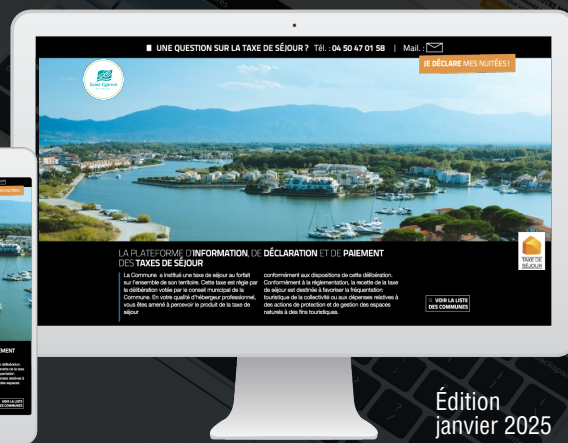 UNE QUESTION SUR LA TAXE DE SÉJOUR ? Tél. : 04 50 47 01 58 | Mail. :
JE DÉCLARE MES NUITÉES !
Saint-Cyprien
LA PLATEFORME D'INFORMATION, DE DÉCLARATION ET DE PAIEMENT
DES TAXES DE SÉJOUR
La Commune a institué une taxe de séjour au forfait
sur l'ensemble de son territoire. Cette taxe est régie par
la délibération votée par le conseil municipal de la
Commune. En votre qualité d'hébergeur professionnel,
vous êtes amené à percevoir le produit de la taxe de
séjour
conformément aux dispositions de cette délibération.
Conformément à la réglementation, la recette de la taxe
de séjour est destinée à favoriser la fréquentation
touristique de la collectivité ou aux dépenses relatives à
des actions de protection et de gestion des espaces
naturels à des fins touristiques.
TAXE DE
SÉJOUR
VOIR LA LISTE
DES COMMUNES
VOIR LA LISTE
DES COMMUNES
Édition
janvier 2025